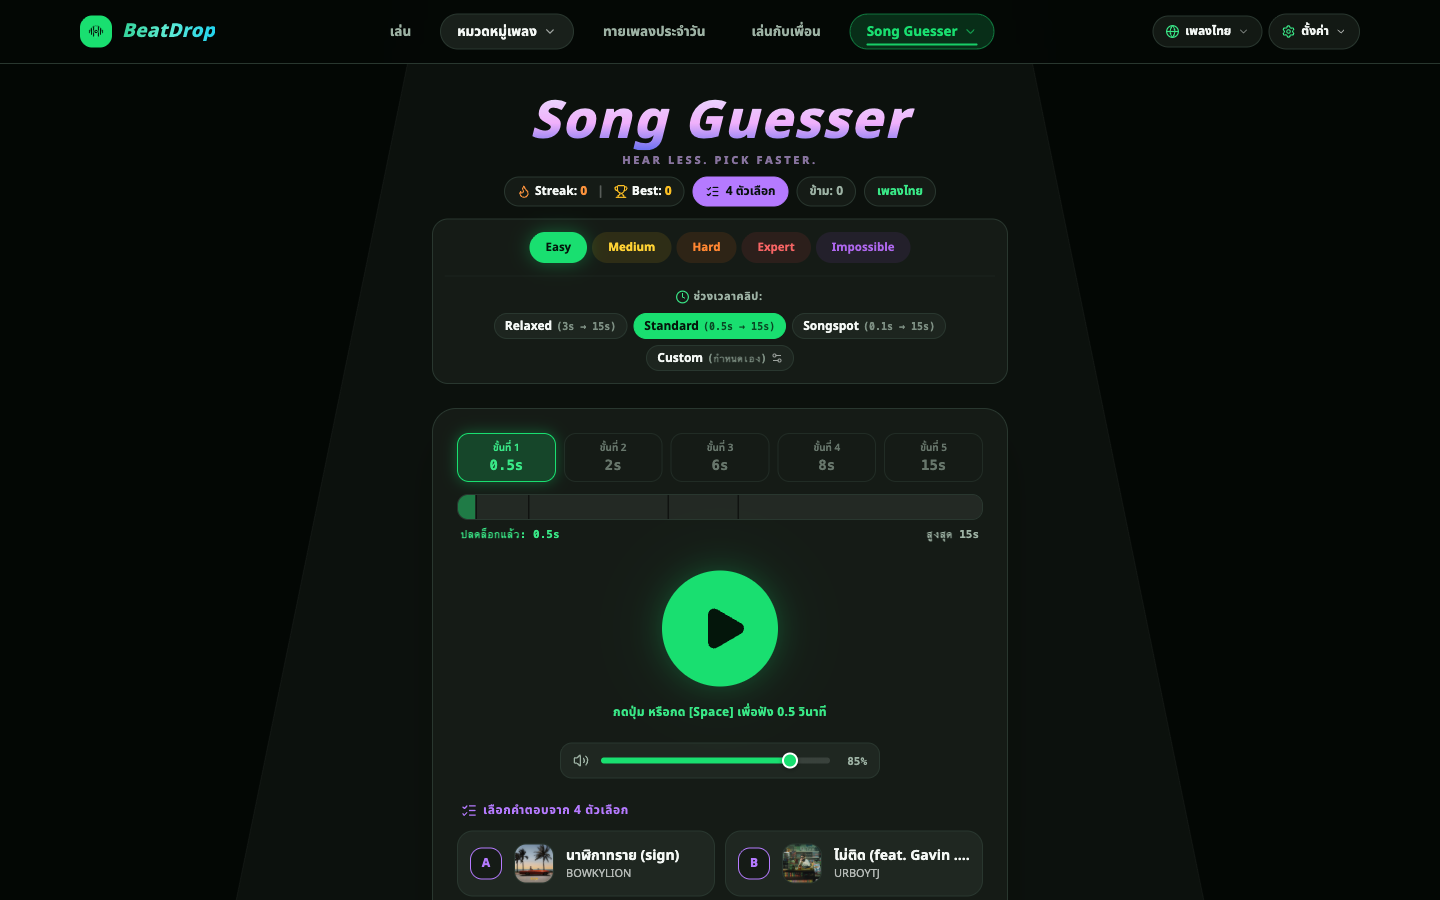 BeatDrop
เล่น
หมวดหมู่เพลง
ทายเพลงประจำวัน
เล่นกับเพื่อน
Song Guesser
เพลงไทย
ตั้งค่า
Song Guesser
HEAR LESS. PICK FASTER.
Streak: 0 | Best: 0
4 ตัวเลือก
ข้าม: 0
เพลงไทย
Easy
Medium
Hard
Expert
Impossible
ช่วงเวลาคลิป:
Relaxed (3s → 15s)
Standard (0.5s → 15s)
Songspot (0.1s → 15s)
Custom (กำหนดเอง)
ขั้นที่ 1
0.5s
ขั้นที่ 2
2s
ขั้นที่ 3
6s
ขั้นที่ 4
8s
ขั้นที่ 5
15s
ปลดล็อกแล้ว: 0.5s
สูงสุด 15s
กดปุ่ม หรือกด [Space] เพื่อฟัง 0.5 วินาที
85%
เลือกคำตอบจาก 4 ตัวเลือก
A
นาฬิกาทราย (sign)
BOWKYLION
B
ไม่ติด (feat. Gavin ....
URBOYTJ